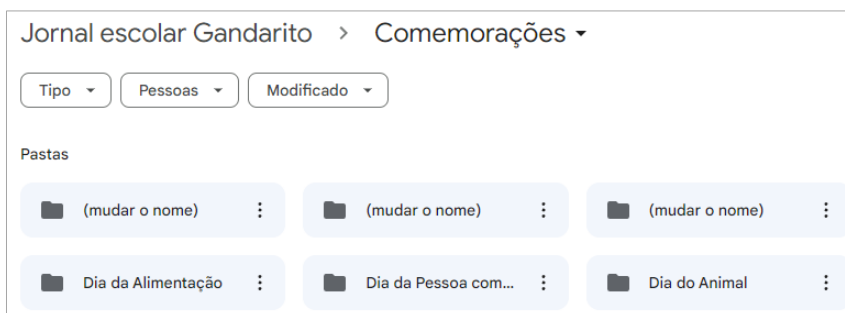 Jornal escolar Gandarito > Comemorações
Tipo Pessoas Modificado
Pastas
(mudar o nome) (mudar o nome) (mudar o nome)
Dia da Alimentação Dia da Pessoa com... Dia do Animal